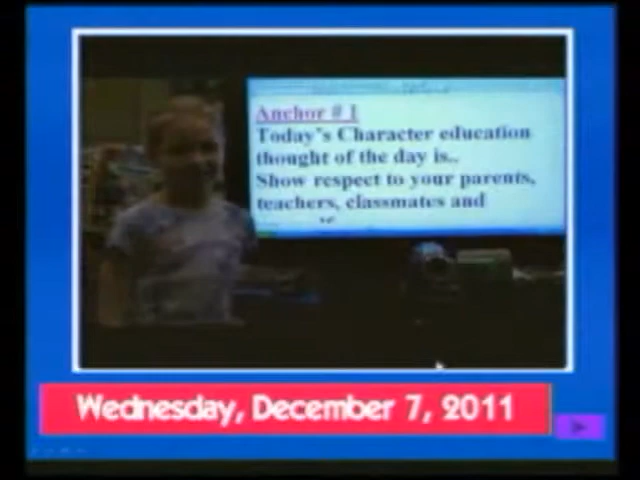 Anchor # 1
Today's Character education
thought of the day is..
Show respect to your parents,
teachers, classmates and
Wednesday, December 7, 2011